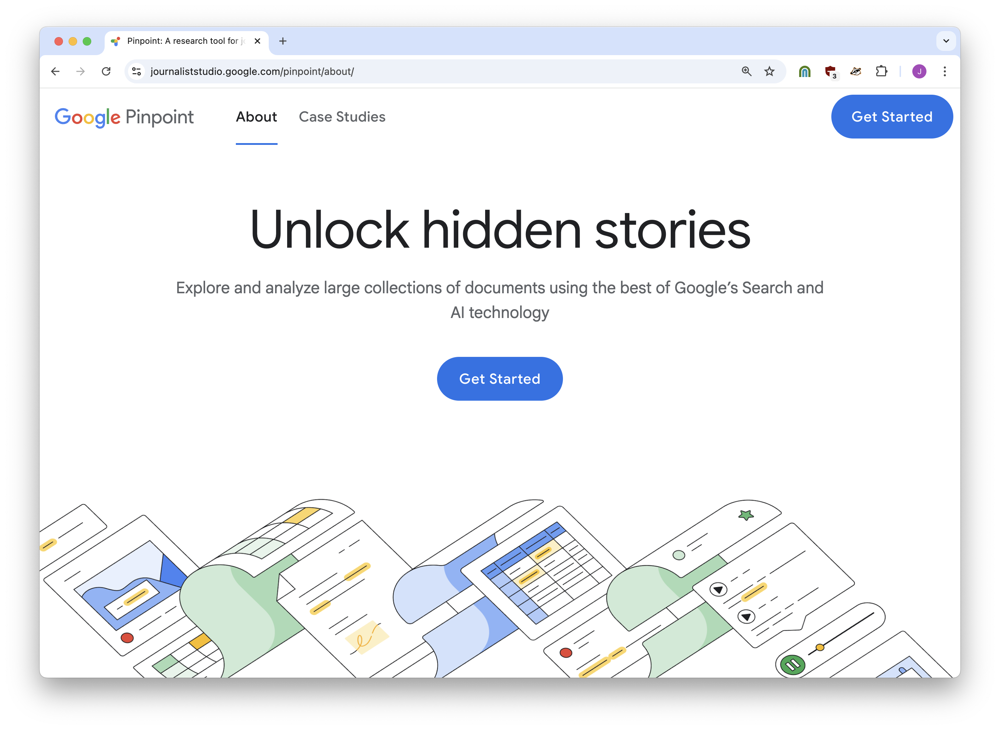 Pinpoint: A research tool for
journaliststudio.google.com/pinpoint/about/
3
J
Google Pinpoint
About
Case Studies
Get Started
Unlock hidden stories
Explore and analyze large collections of documents using the best of Google’s Search and
AI technology
Get Started